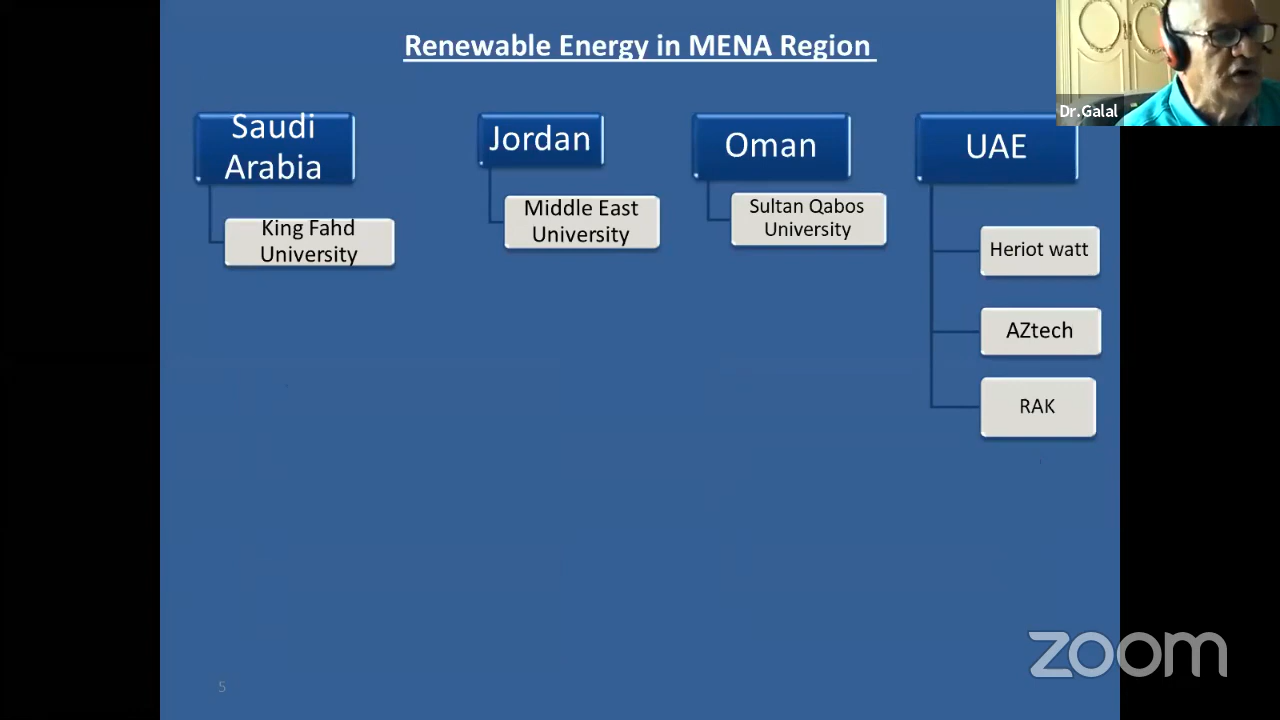 Renewable Energy in MENA Region
Dr.Galal
Saudi
Arabia
King Fahd
University
Jordan
Middle East
University
Oman
Sultan Qabos
University
UAE
Heriot watt
AZtech
RAK
5
zoom